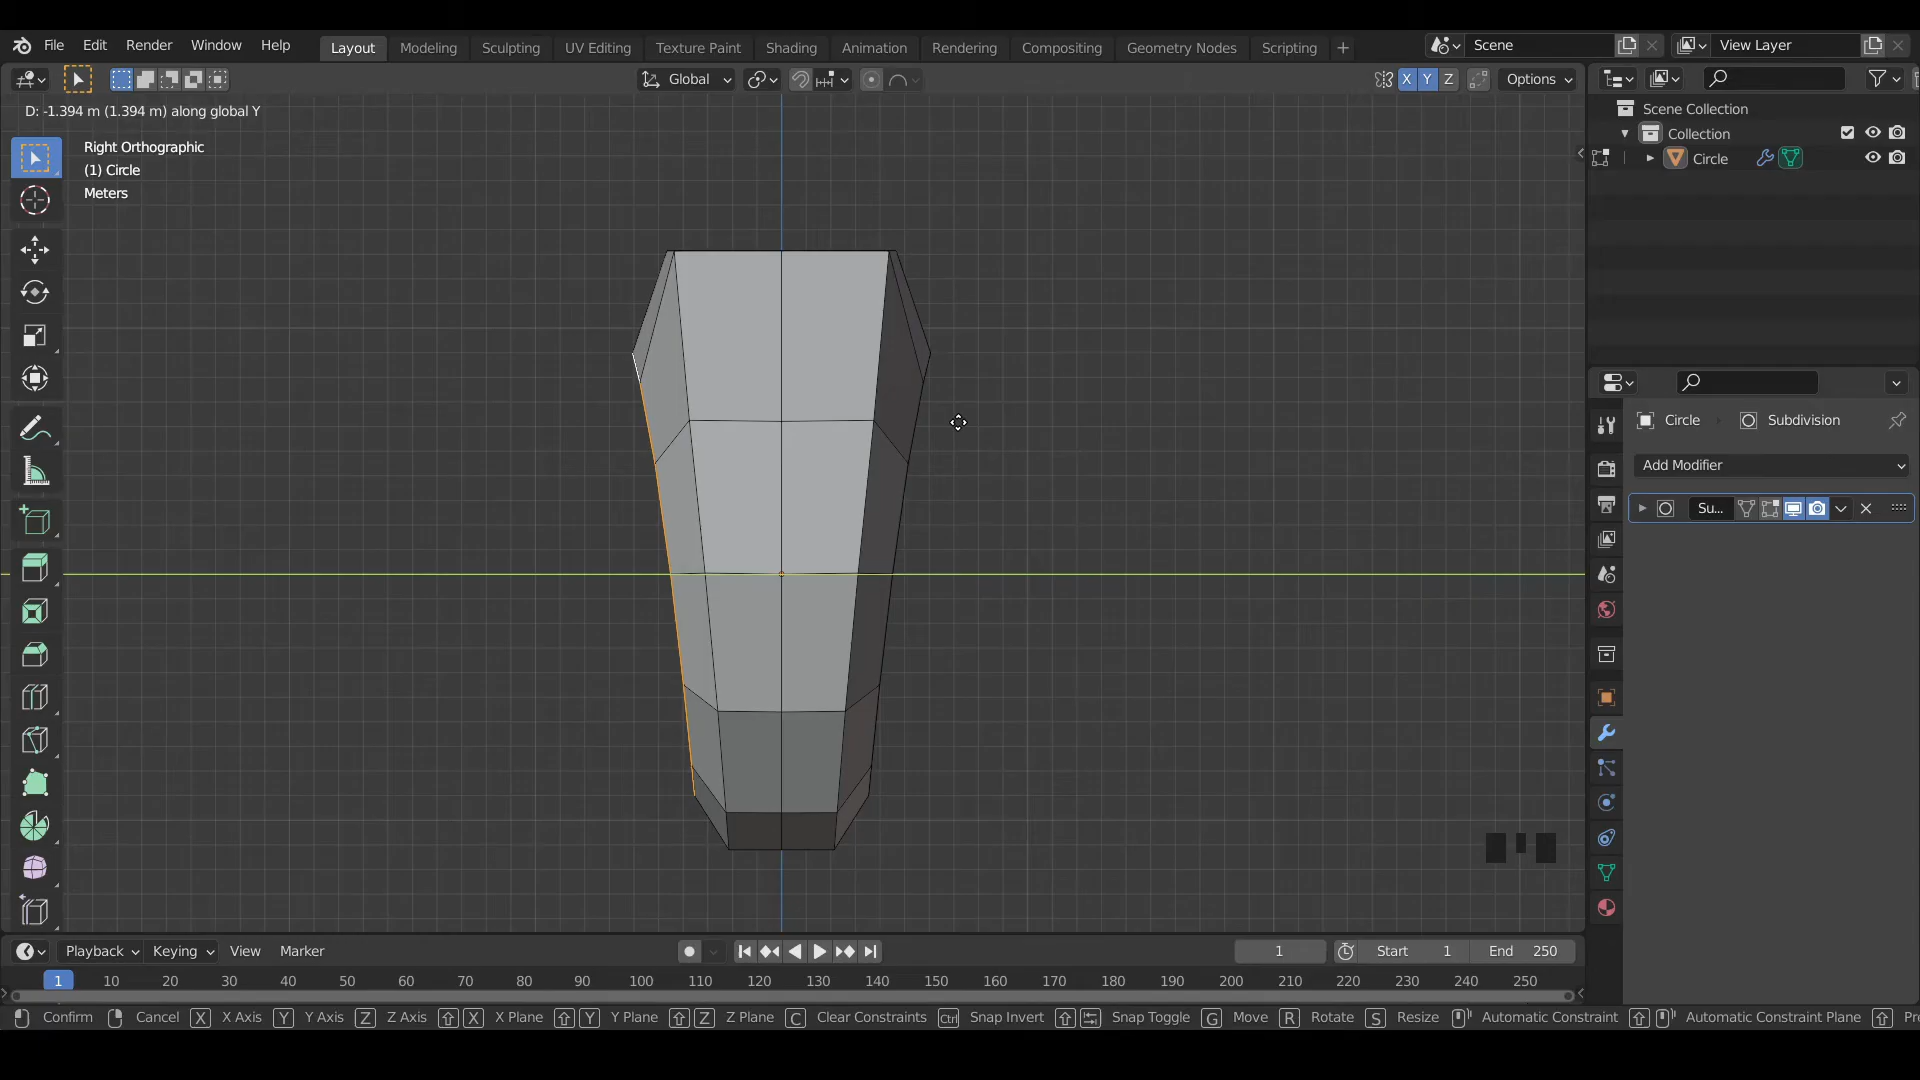 File Edit Render Window Help Layout Modeling Sculpting UV Editing Texture Paint Shading Animation Rendering Compositing Geometry Nodes Scripting + Scene View Layer
Global X Y Z Options
D: -1.394 m (1.394 m) along global Y
Right Orthographic
(1) Circle
Meters
Scene Collection
Collection
Circle
Circle Subdivision
Add Modifier
Su...
Playback Keying View Marker 1 Start 1 End 250
1 10 20 30 40 50 60 70 80 90 100 110 120 130 140 150 160 170 180 190 200 210 220 230 240 250
Confirm Cancel X X Axis Y Y Axis Z Z Axis X X Plane Y Y Plane Z Z Plane C Clear Constraints Ctrl Snap Invert Snap Toggle G Move R Rotate S Resize Automatic Constraint Automatic Constraint Plane